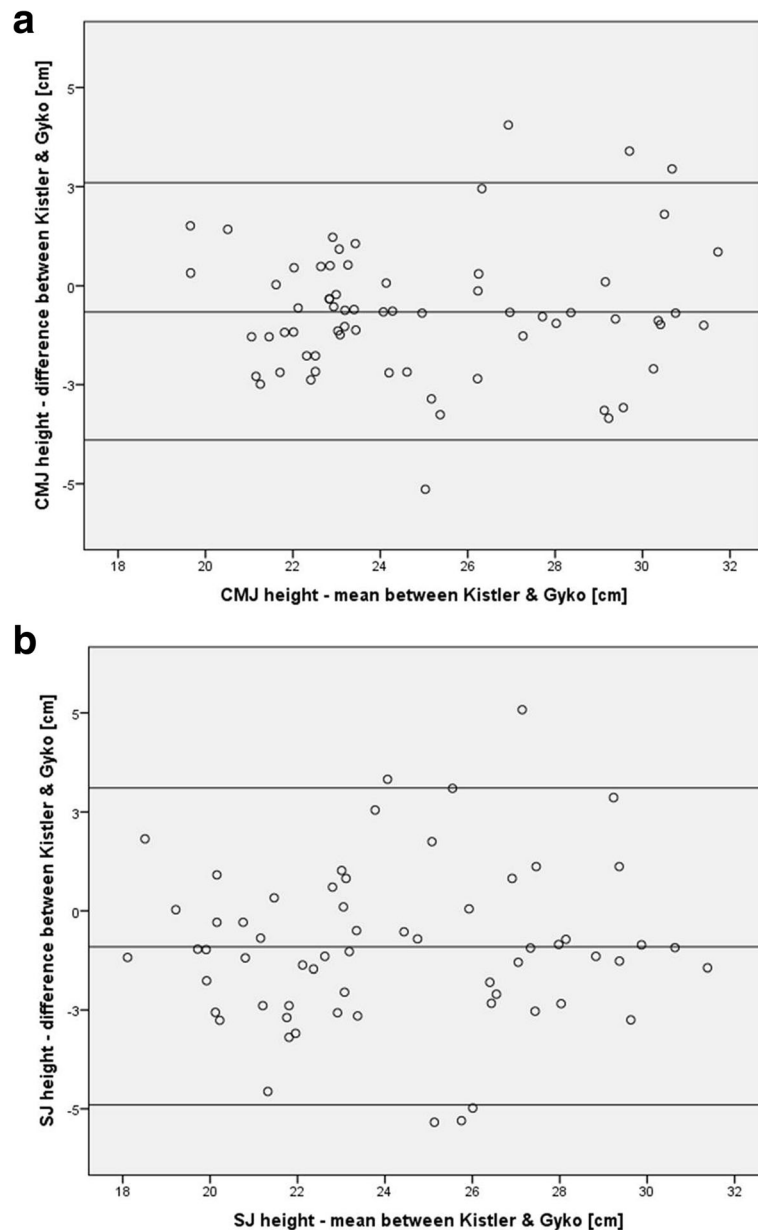 a
CMJ height - difference between Kistler & Gyko [cm]
5
3
0
-3
-5
18 20 22 24 26 28 30 32
CMJ height - mean between Kistler & Gyko [cm]
b
SJ height - difference between Kistler & Gyko [cm]
5
3
0
-3
-5
18 20 22 24 26 28 30 32
SJ height - mean between Kistler & Gyko [cm]